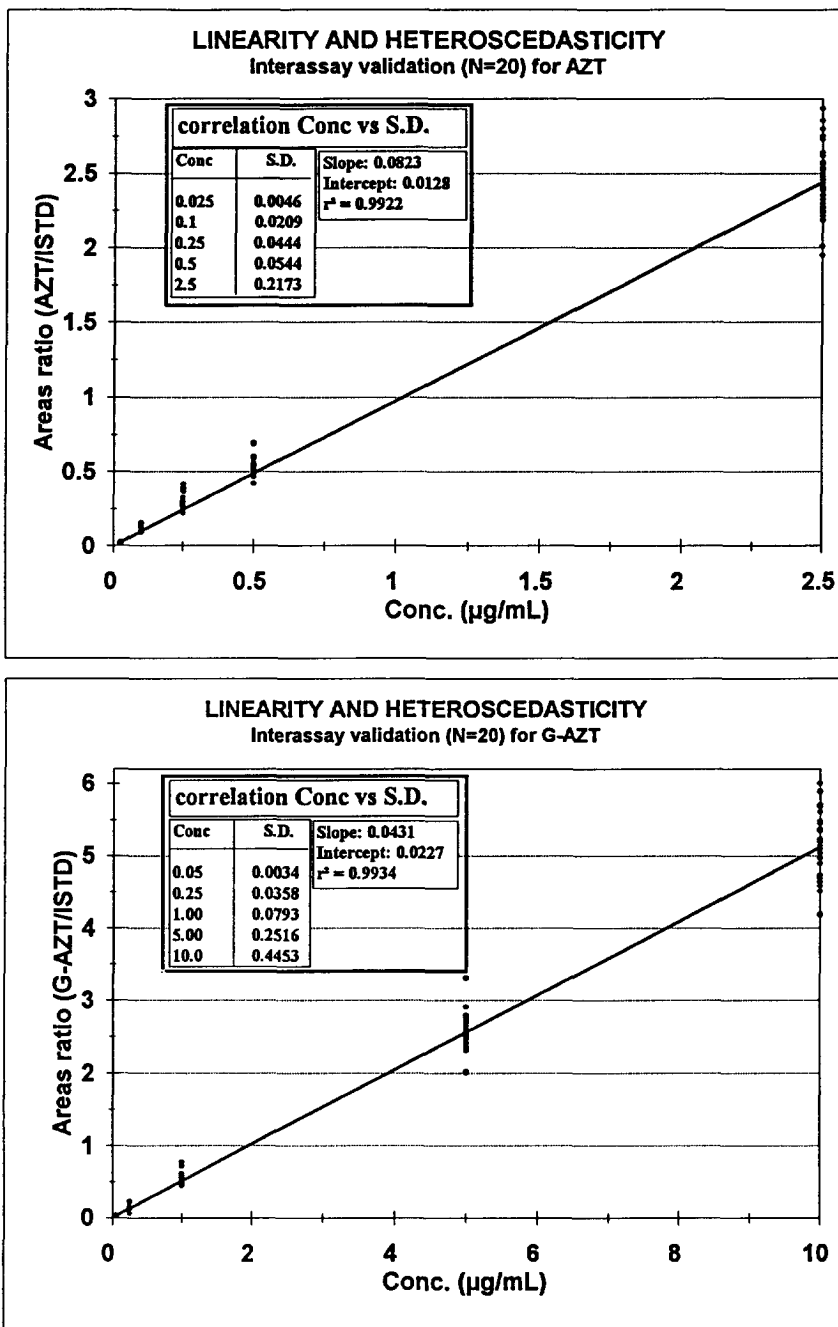 LINEARITY AND HETEROSCEDASTICITY
Interassay validation (N=20) for AZT
correlation Conc vs S.D.
Conc S.D.
0.025 0.0046
0.1 0.0209
0.25 0.0444
0.5 0.0544
2.5 0.2173
Slope: 0.0823
Intercept: 0.0128
r² = 0.9922
Areas ratio (AZT/ISTD)
3
2.5
2
1.5
1
0.5
0
0 0.5 1 1.5 2 2.5
Conc. (µg/mL)
LINEARITY AND HETEROSCEDASTICITY
Interassay validation (N=20) for G-AZT
correlation Conc vs S.D.
Conc S.D.
0.05 0.0034
0.25 0.0358
1.00 0.0793
5.00 0.2516
10.0 0.4453
Slope: 0.0431
Intercept: 0.0227
r² = 0.9934
Areas ratio (G-AZT/ISTD)
6
5
4
3
2
1
0
0 2 4 6 8 10
Conc. (µg/mL)